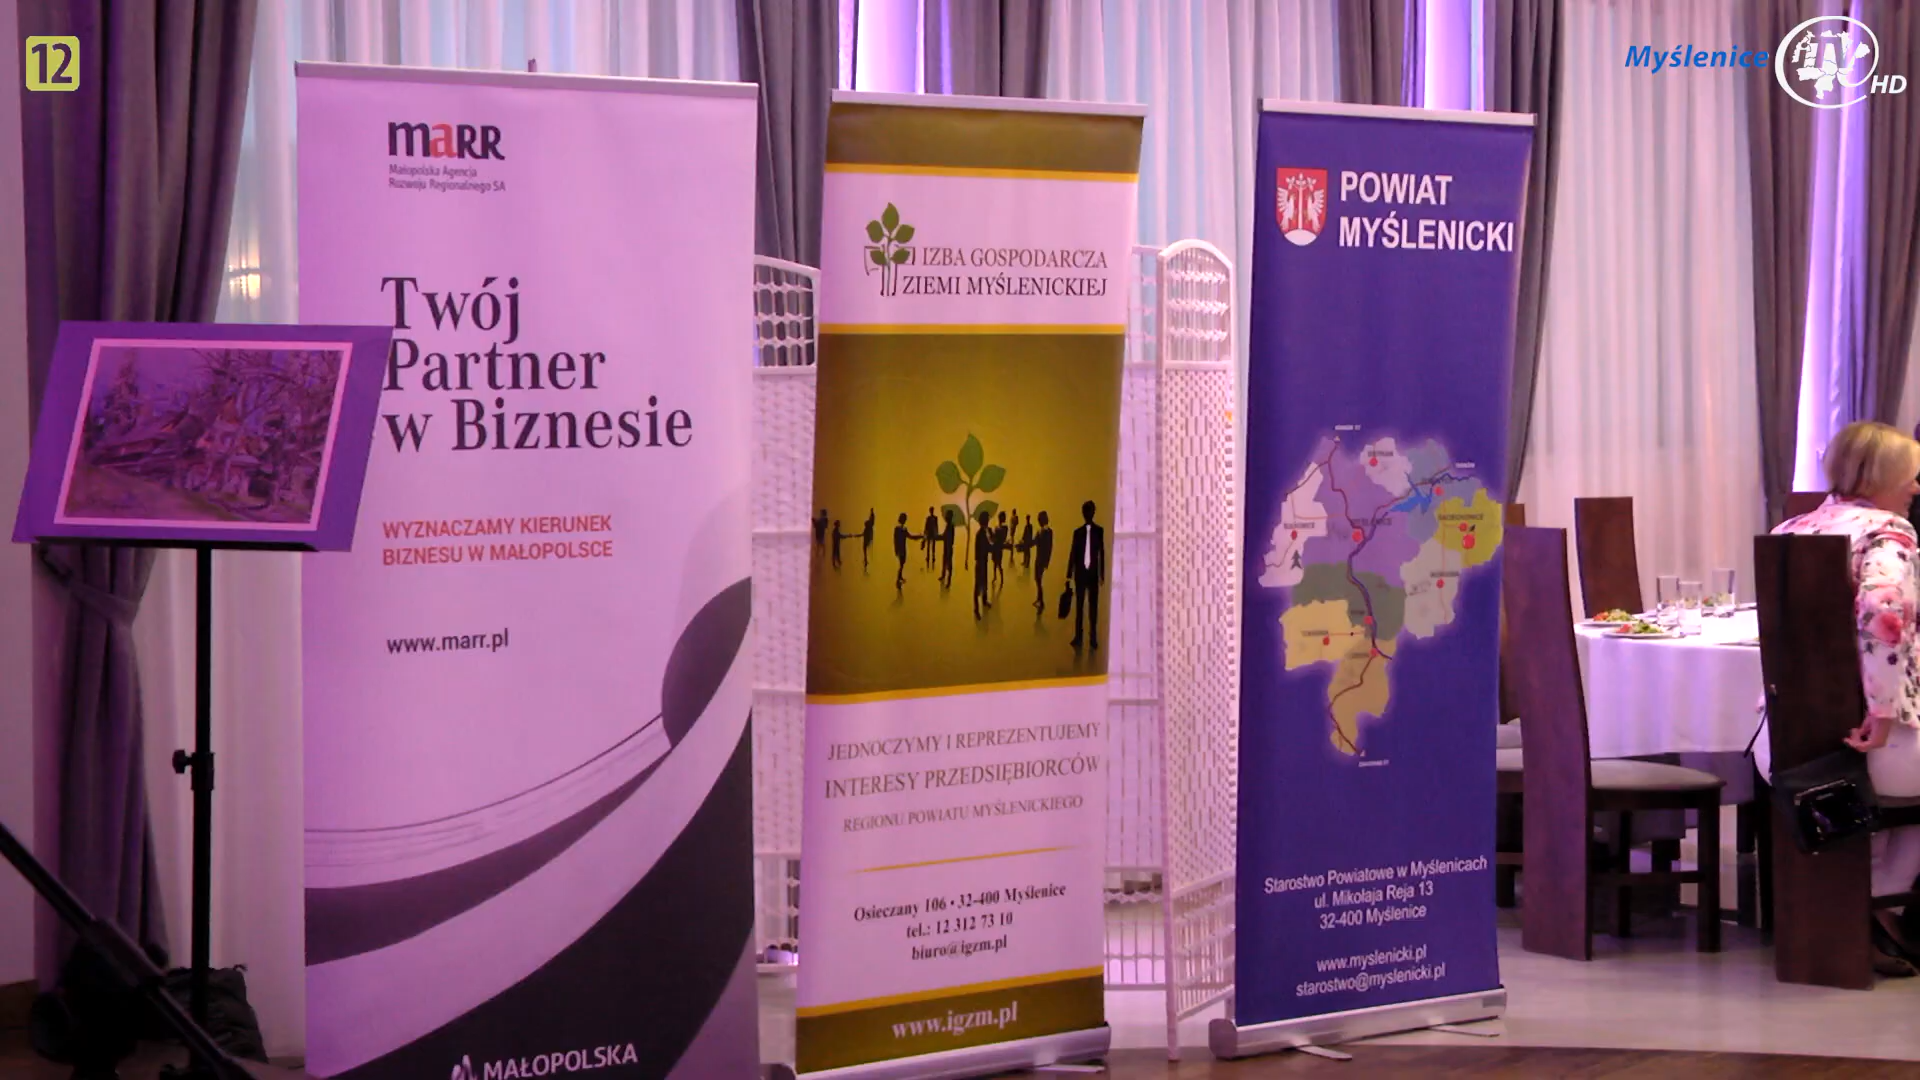 12
Myślenice TV
HD
maRR
Małopolska Agencja
Rozwoju Regionalnego SA
Twój
Partner
w Biznesie
WYZNACZAMY KIERUNEK
BIZNESU W MAŁOPOLSCE
www.marr.pl
MAŁOPOLSKA
IZBA GOSPODARCZA
ZIEMI MYŚLENICKIEJ
JEDNOCZYMY I REPREZENTUJEMY
INTERESY PRZEDSIĘBIORCÓW
REGIONU POWIATU MYŚLENICKIEGO
Osieczany 106 • 32-400 Myślenice
tel.: 12 312 73 10
biuro@igzm.pl
www.igzm.pl
POWIAT
MYŚLENICKI
Starostwo Powiatowe w Myślenicach
ul. Mikołaja Reja 13
32-400 Myślenice
www.myslenicki.pl
starostwo@myslenicki.pl